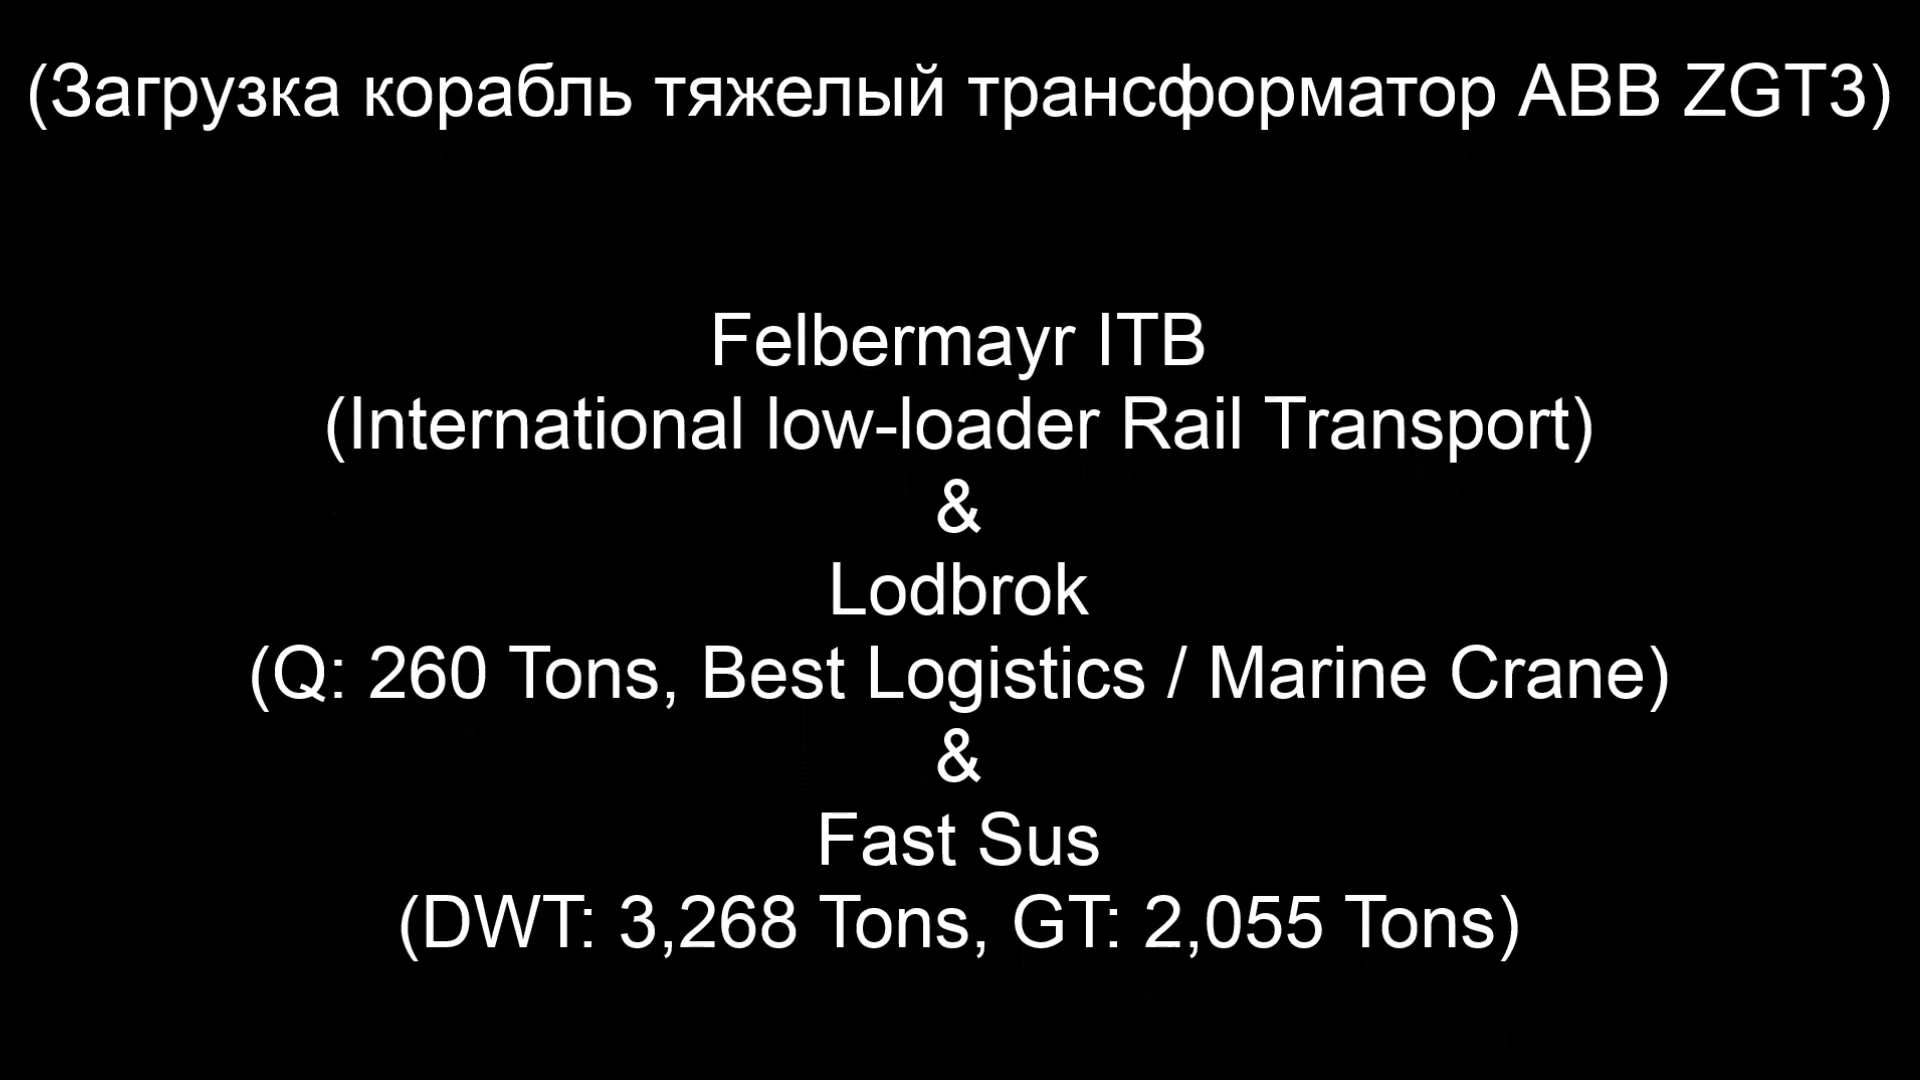 (Загрузка корабль тяжелый трансформатор ABB ZGT3)
Felbermayr ITB
(International low-loader Rail Transport)
&
Lodbrok
(Q: 260 Tons, Best Logistics / Marine Crane)
&
Fast Sus
(DWT: 3,268 Tons, GT: 2,055 Tons)